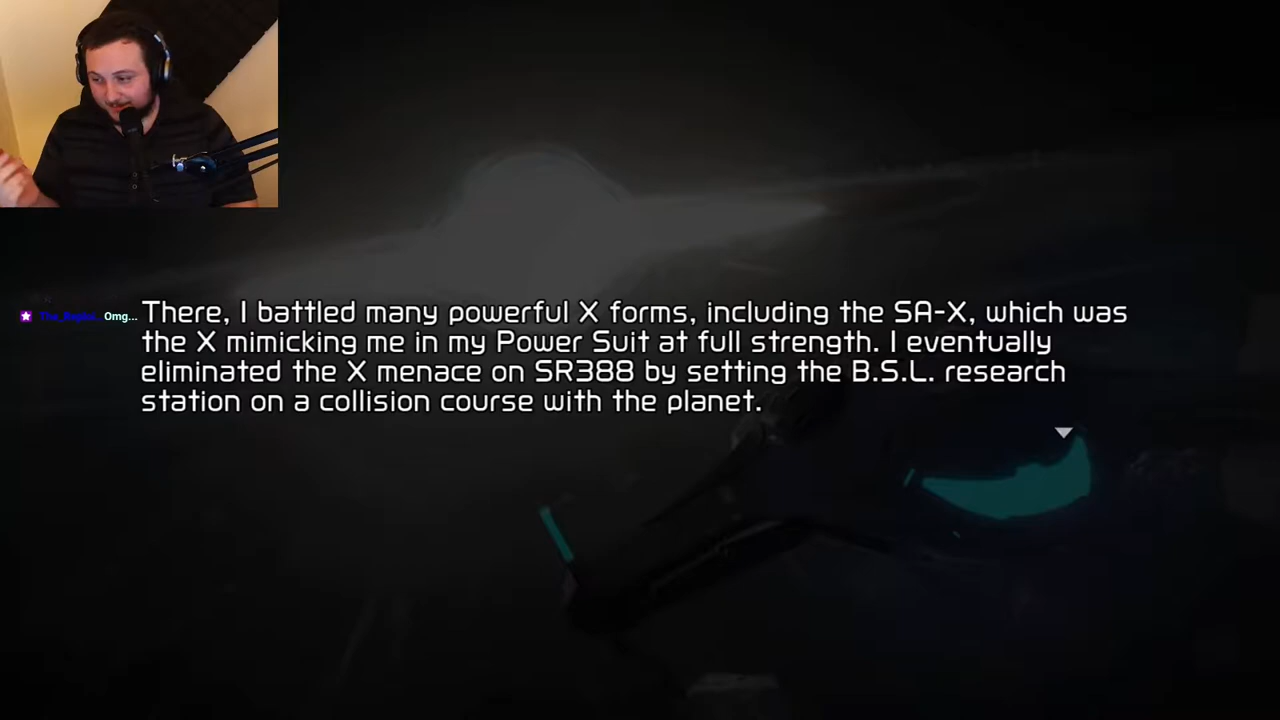 Omg...
There, I battled many powerful X forms, including the SA-X, which was
the X mimicking me in my Power Suit at full strength. I eventually
eliminated the X menace on SR388 by setting the B.S.L. research
station on a collision course with the planet.